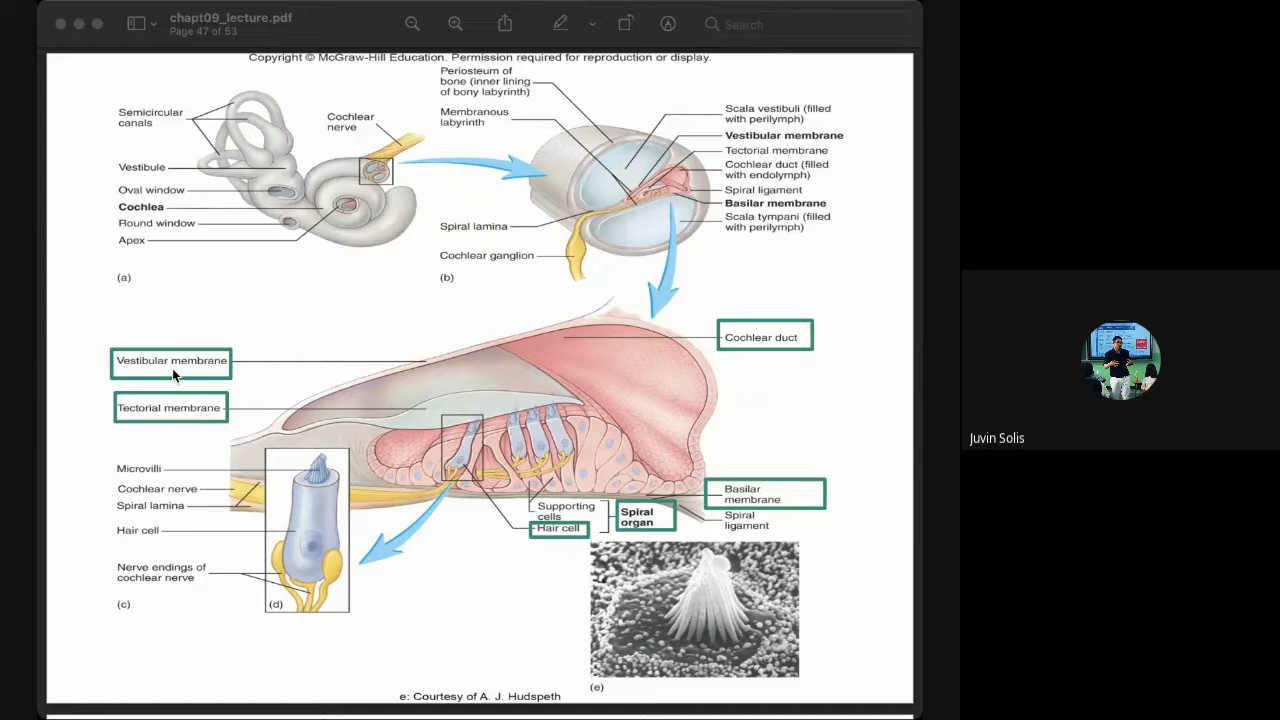 chapt09_lecture.pdf
Page 47 of 53
Search
Copyright © McGraw-Hill Education. Permission required for reproduction or display.
Semicircular
canals
Vestibule
Oval window
Cochlea
Round window
Apex
(a)
Cochlear
nerve
Periosteum of
bone (inner lining
of bony labyrinth)
Membranous
labyrinth
Spiral lamina
Cochlear ganglion
(b)
Scala vestibuli (filled
with perilymph)
Vestibular membrane
Tectorial membrane
Cochlear duct (filled
with endolymph)
Spiral ligament
Basilar membrane
Scala tympani (filled
with perilymph)
Vestibular membrane
Tectorial membrane
Cochlear duct
Microvilli
Cochlear nerve
Spiral lamina
Hair cell
Nerve endings of
cochlear nerve
(c)
(d)
Supporting
cells
Hair cell
Spiral
organ
Basilar
membrane
Spiral
ligament
(e)
e: Courtesy of A. J. Hudspeth
Juvin Solis